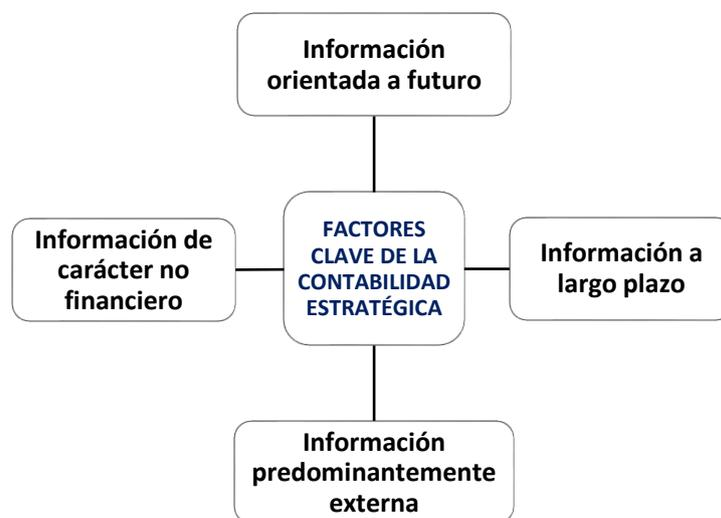 Información
orientada a futuro
Información de
carácter no
financiero
FACTORES
CLAVE DE LA
CONTABILIDAD
ESTRATÉGICA
Información a
largo plazo
Información
predominantemente
externa